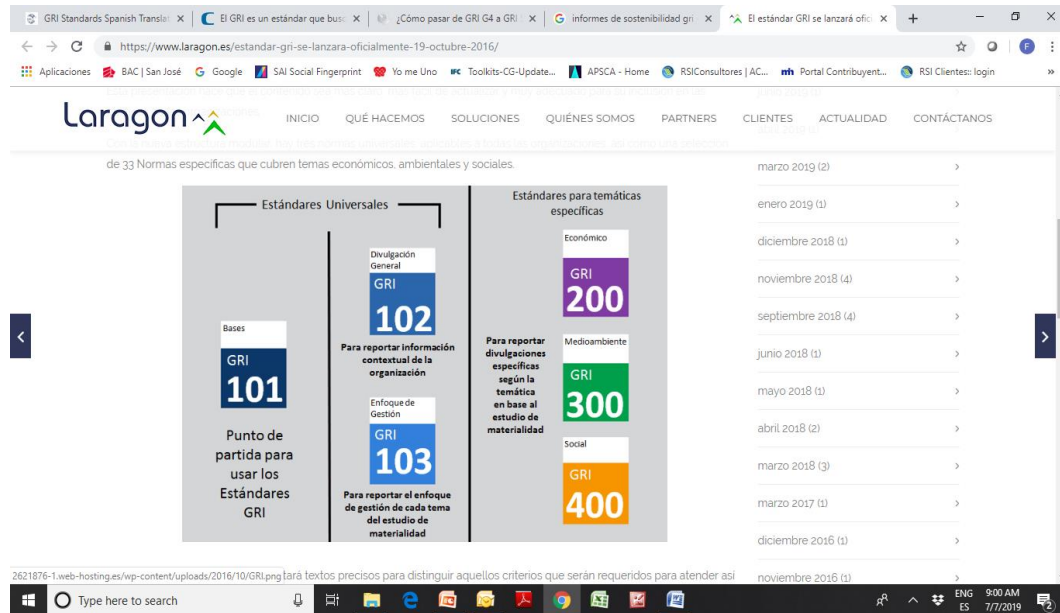 GRI Standards Spanish Transla
El GRI es un estándar que bus
¿Cómo pasar de GRI G4 a GRI
informes de sostenibilidad gri -
El estándar GRI se lanzará ofici
https://www.laragon.es/estandar-gri-se-lanzara-oficialmente-19-octubre-2016/
Aplicaciones
BAC | San José
Google
SAI Social Fingerprint
Yo me Uno
IFC Toolkits-CG-Update...
APSCA - Home
RSIConsultores | AC...
mh Portal Contribuyent...
RSI Clientes:: login
»
Laragon
INICIO
QUÉ HACEMOS
SOLUCIONES
QUIÉNES SOMOS
PARTNERS
CLIENTES
ACTUALIDAD
CONTÁCTANOS
de 33 Normas específicas que cubren temas económicos, ambientales y sociales.
Estándares Universales
Bases
GRI
101
Punto de
partida para
usar los
Estándares
GRI
Divulgación
General
GRI
102
Para reportar información
contextual de la
organización
Enfoque de
Gestión
GRI
103
Para reportar el enfoque
de gestión de cada tema
del estudio de
materialidad
Estándares para temáticas
específicas
Para reportar
divulgaciones
específicas
según la
temática
en base al
estudio de
materialidad
Económico
GRI
200
Medioambiente
GRI
300
Social
GRI
400
marzo 2019 (2)
enero 2019 (1)
diciembre 2018 (1)
noviembre 2018 (4)
septiembre 2018 (4)
junio 2018 (1)
mayo 2018 (1)
abril 2018 (2)
marzo 2018 (3)
marzo 2017 (1)
diciembre 2016 (1)
noviembre 2016 (1)
2621876-1.web-hosting.es/wp-content/uploads/2016/10/GRI.png
tará textos precisos para distinguir aquellos criterios que serán requeridos para atender así
Type here to search
ENG
ES
9:00 AM
7/7/2019